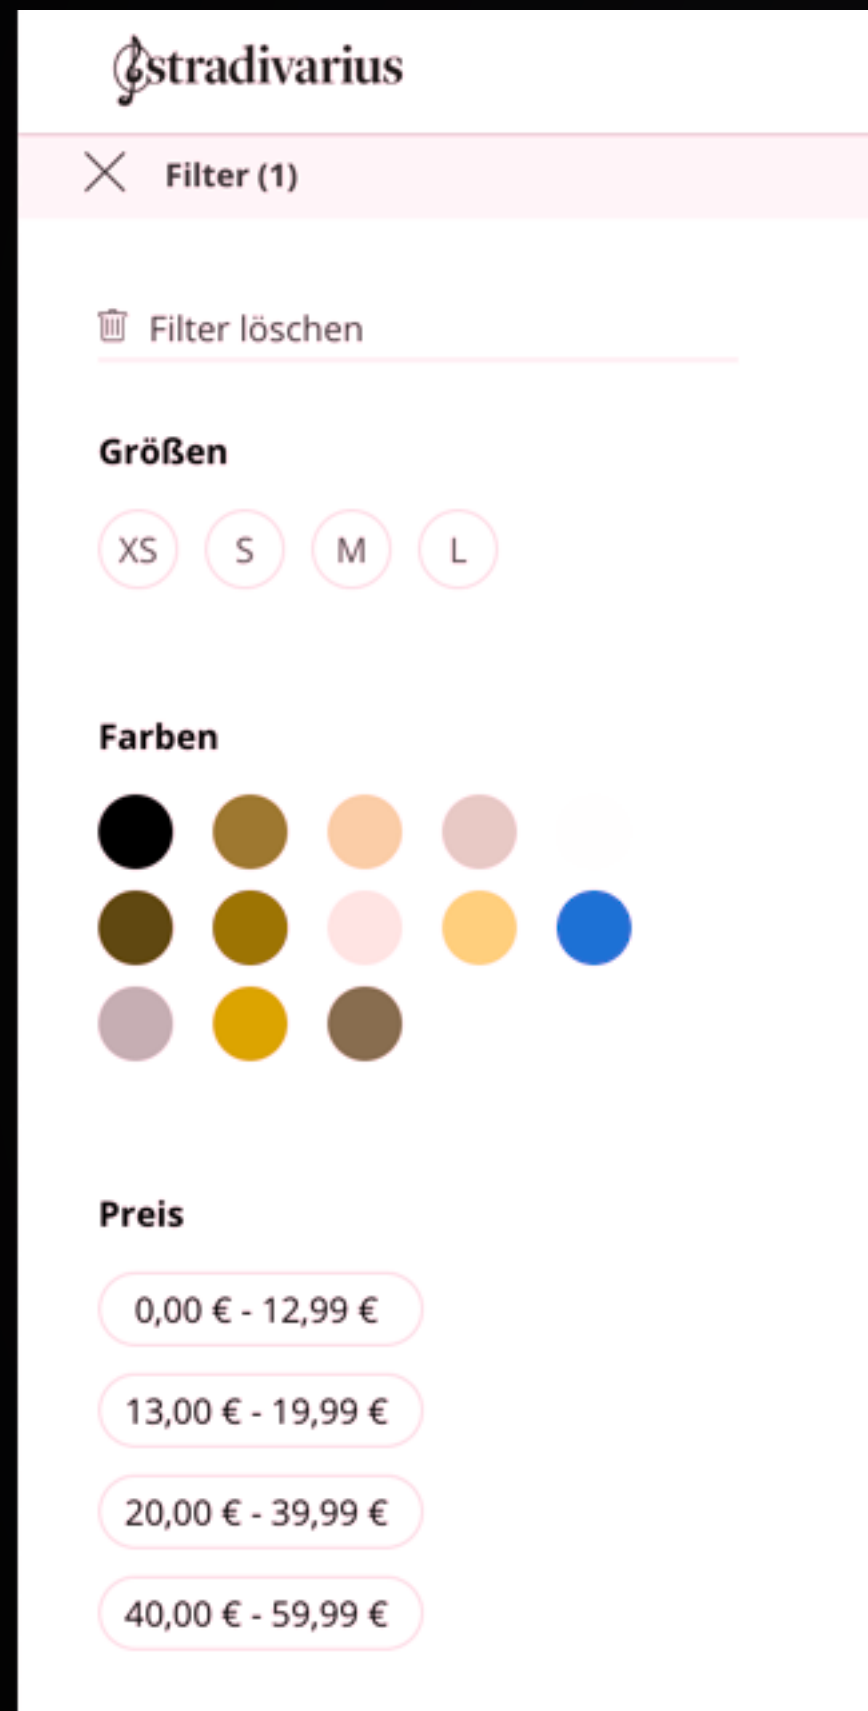 stradivarius
Filter (1)
Filter löschen
Größen
XS S M L
Farben
Preis
0,00 € - 12,99 €
13,00 € - 19,99 €
20,00 € - 39,99 €
40,00 € - 59,99 €